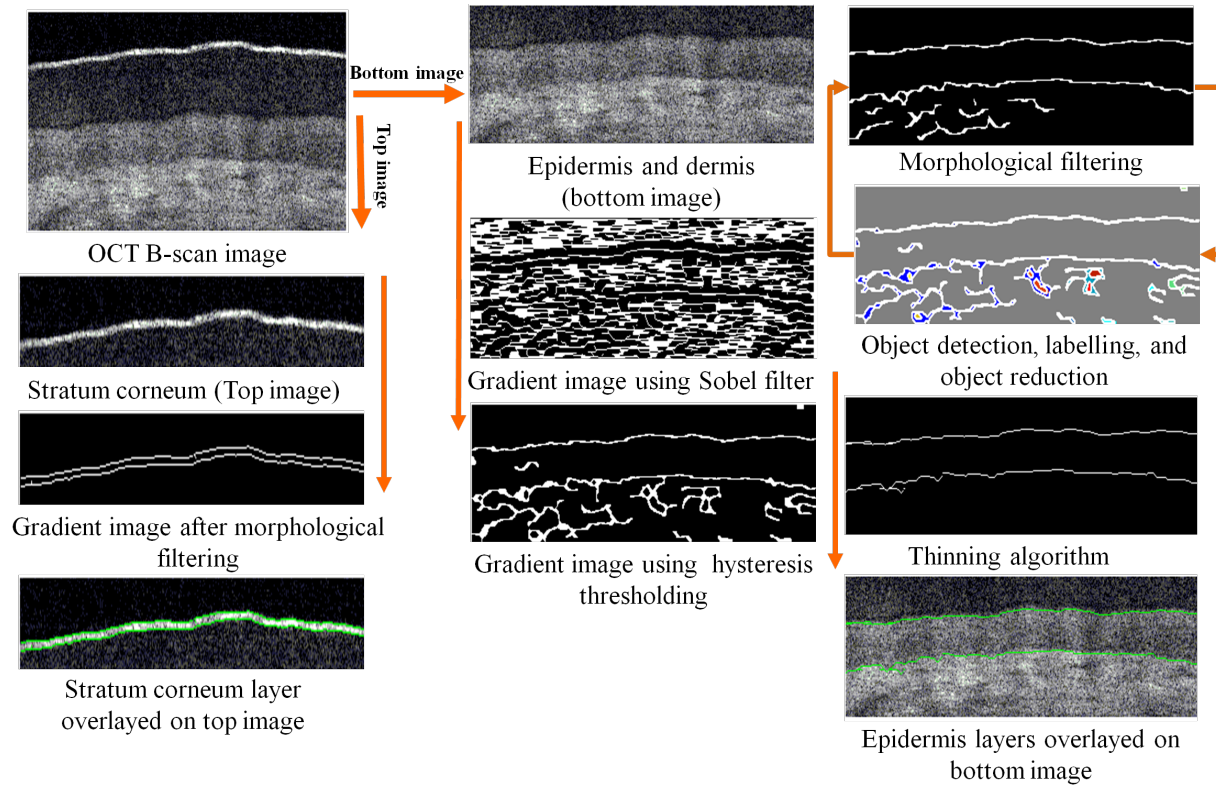 OCT B-scan image
Bottom image
Top image
Stratum corneum (Top image)
Gradient image after morphological
filtering
Stratum corneum layer
overlayed on top image
Epidermis and dermis
(bottom image)
Gradient image using Sobel filter
Gradient image using hysteresis
thresholding
Morphological filtering
Object detection, labelling, and
object reduction
Thinning algorithm
Epidermis layers overlayed on
bottom image